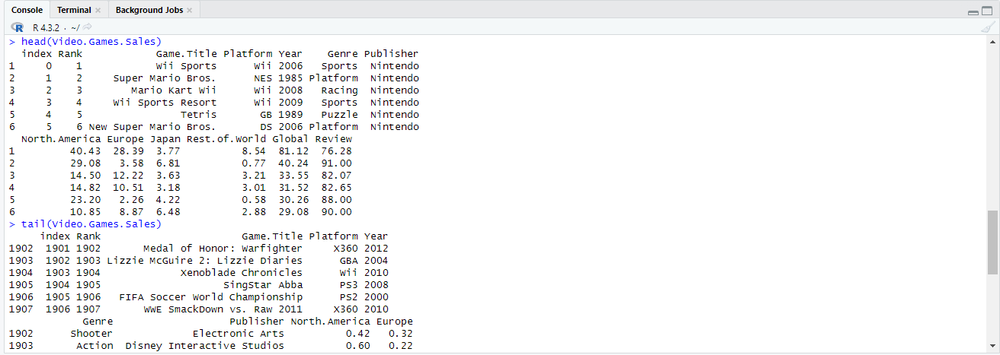 Console Terminal Background Jobs
R R 4.3.2 · ~/
> head(Video.Games.Sales)
  index Rank            Game.Title Platform Year    Genre Publisher
1     0    1            Wii Sports      Wii 2006   Sports  Nintendo
2     1    2     Super Mario Bros.      NES 1985 Platform  Nintendo
3     2    3        Mario Kart Wii      Wii 2008   Racing  Nintendo
4     3    4     Wii Sports Resort      Wii 2009   Sports  Nintendo
5     4    5                Tetris       GB 1989   Puzzle  Nintendo
6     5    6 New Super Mario Bros.       DS 2006 Platform  Nintendo
  North.America Europe Japan Rest.of.World Global Review
1         40.43  28.39  3.77          8.54  81.12  76.28
2         29.08   3.58  6.81          0.77  40.24  91.00
3         14.50  12.22  3.63          3.21  33.55  82.07
4         14.82  10.51  3.18          3.01  31.52  82.65
5         23.20   2.26  4.22          0.58  30.26  88.00
6         10.85   8.87  6.48          2.88  29.08  90.00
> tail(Video.Games.Sales)
     index Rank                       Game.Title Platform Year
1902  1901 1902       Medal of Honor: Warfighter     X360 2012
1903  1902 1903 Lizzie McGuire 2: Lizzie Diaries      GBA 2004
1904  1903 1904             Xenoblade Chronicles      Wii 2010
1905  1904 1905                    SingStar Abba      PS3 2008
1906  1905 1906   FIFA Soccer World Championship      PS2 2000
1907  1906 1907       WWE SmackDown vs. Raw 2011     X360 2010
            Genre                   Publisher North.America Europe
1902      Shooter             Electronic Arts          0.42   0.32
1903       Action  Disney Interactive Studios          0.60   0.22